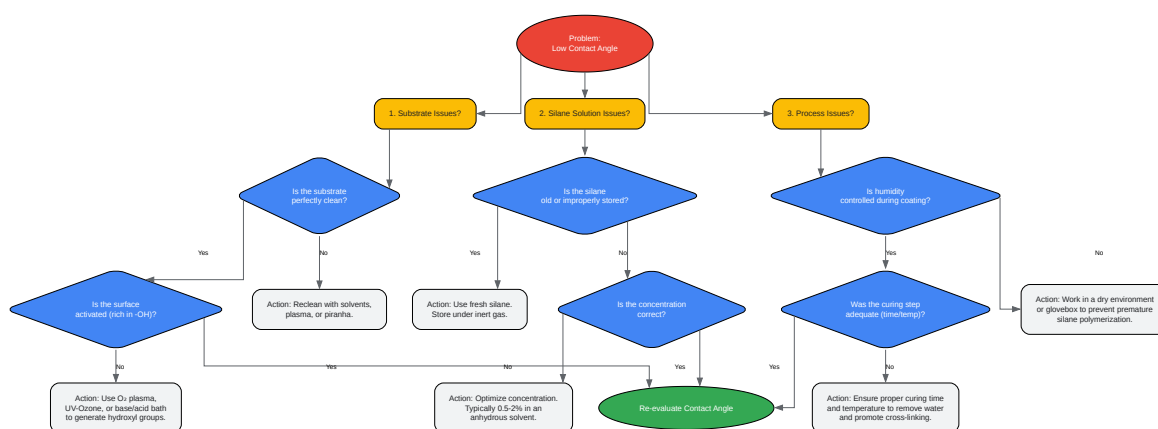 Problem:
Low Contact Angle
1. Substrate Issues?
2. Silane Solution Issues?
3. Process Issues?
Is the substrate
perfectly clean?
Is the silane
old or improperly stored?
Is humidity
controlled during coating?
Yes
No
Yes
No
Yes
No
Is the surface
activated (rich in -OH)?
Action: Reclean with solvents,
plasma, or piranha.
Action: Use fresh silane.
Store under inert gas.
Is the concentration
correct?
Was the curing step
adequate (time/temp)?
Action: Work in a dry environment
or glovebox to prevent premature
silane polymerization.
No
Yes
No
Yes
Yes
No
Action: Use O₂ plasma,
UV-Ozone, or base/acid bath
to generate hydroxyl groups.
Action: Optimize concentration.
Typically 0.5-2% in an
anhydrous solvent.
Re-evaluate Contact Angle
Action: Ensure proper curing time
and temperature to remove water
and promote cross-linking.